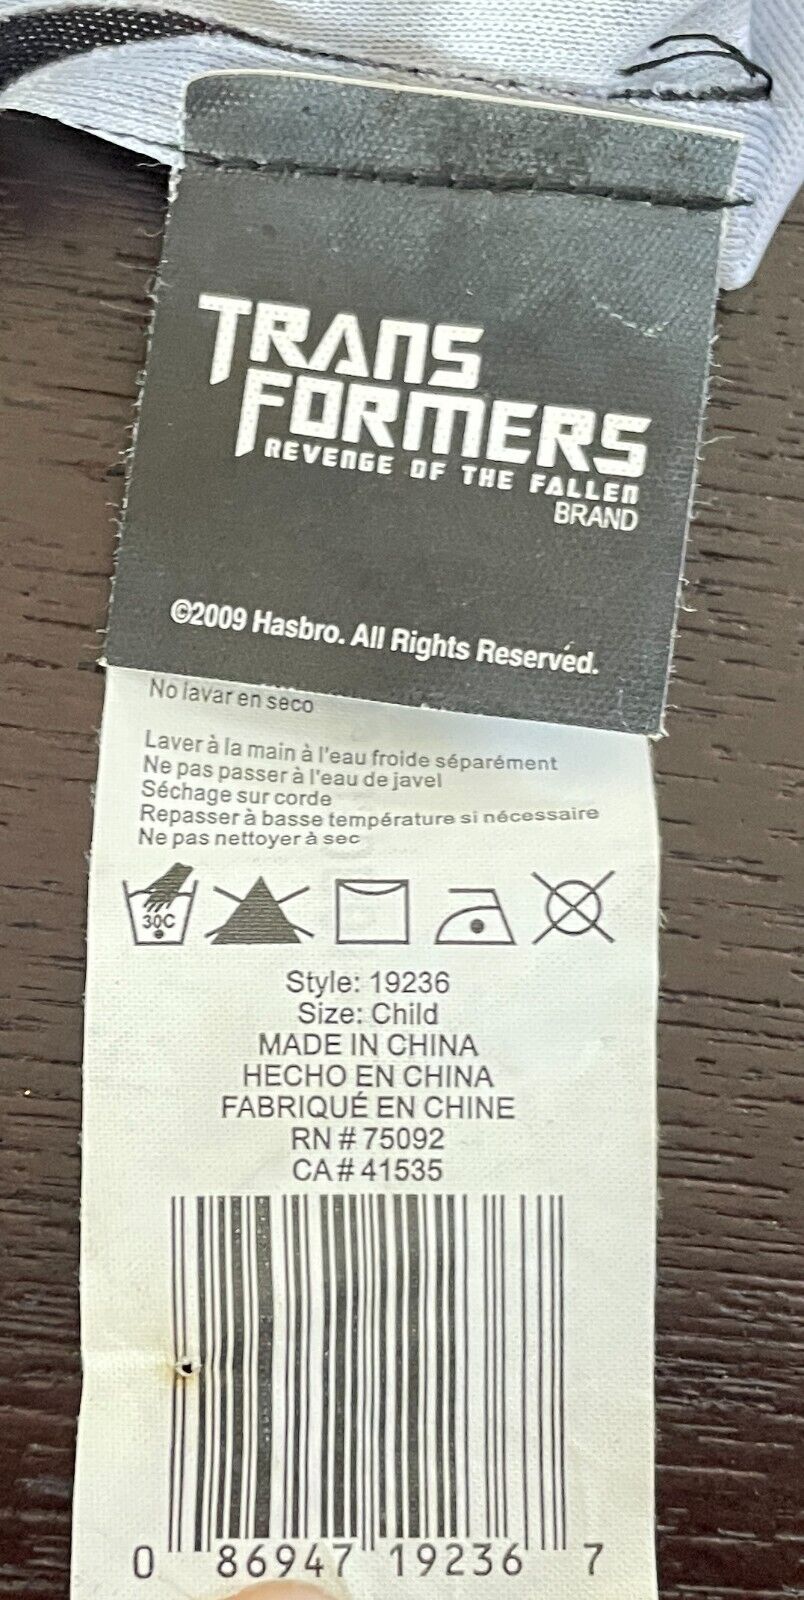 TRANS
FORMERS
REVENGE OF THE FALLEN
BRAND
©2009 Hasbro. All Rights Reserved.
No lavar en seco
Laver à la main à l'eau froide séparément
Ne pas passer à l'eau de javel
Séchage sur corde
Repasser à basse température si nécessaire
Ne pas nettoyer à sec
30C
Style: 19236
Size: Child
MADE IN CHINA
HECHO EN CHINA
FABRIQUÉ EN CHINE
RN # 75092
CA # 41535
0 86947 19236 7